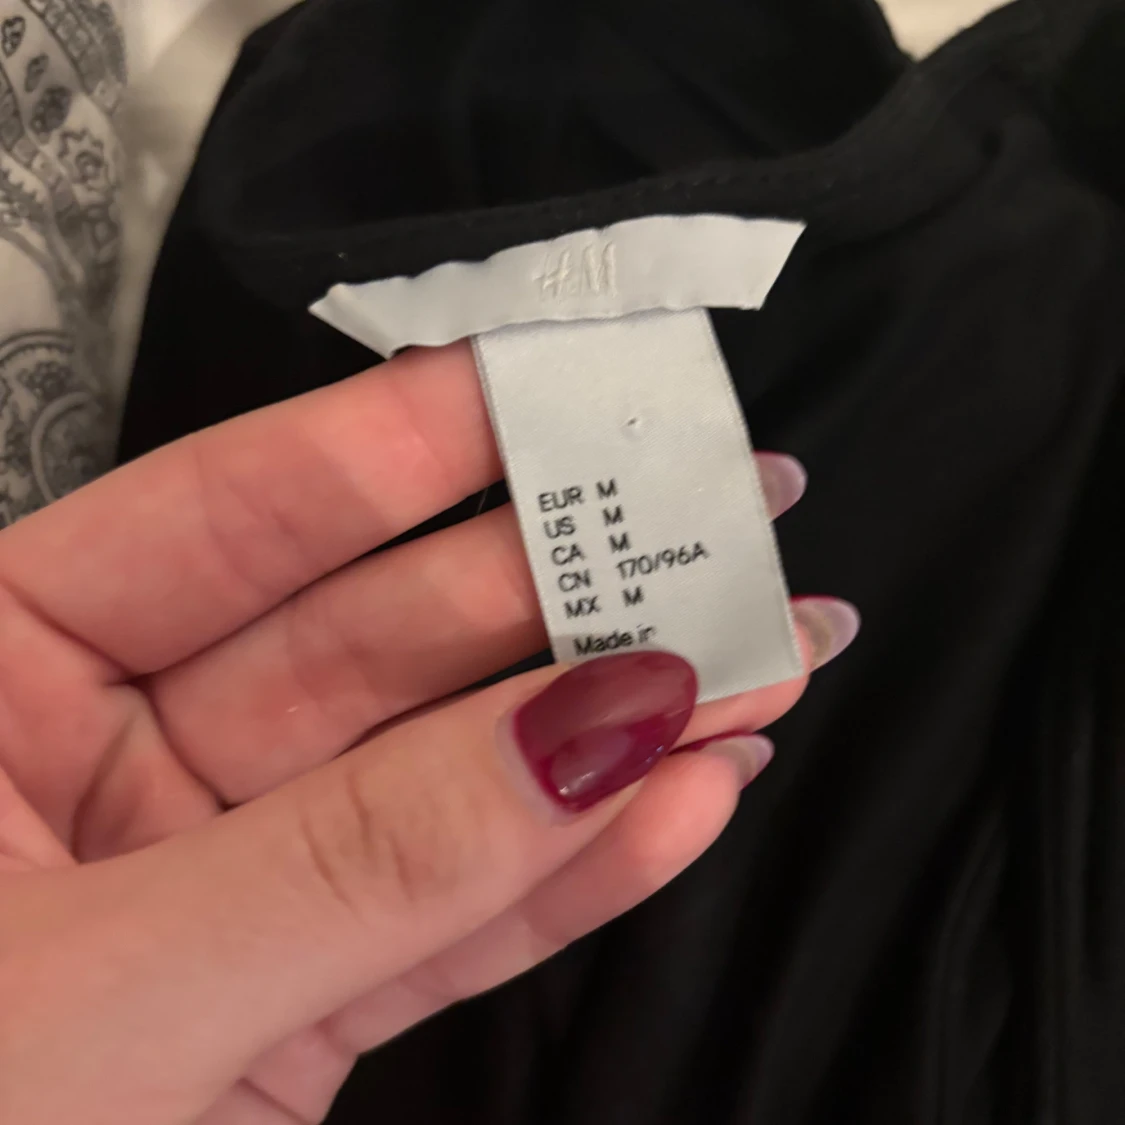 H&M
EUR M
US M
CA M
CN 170/96A
MX M
Made in